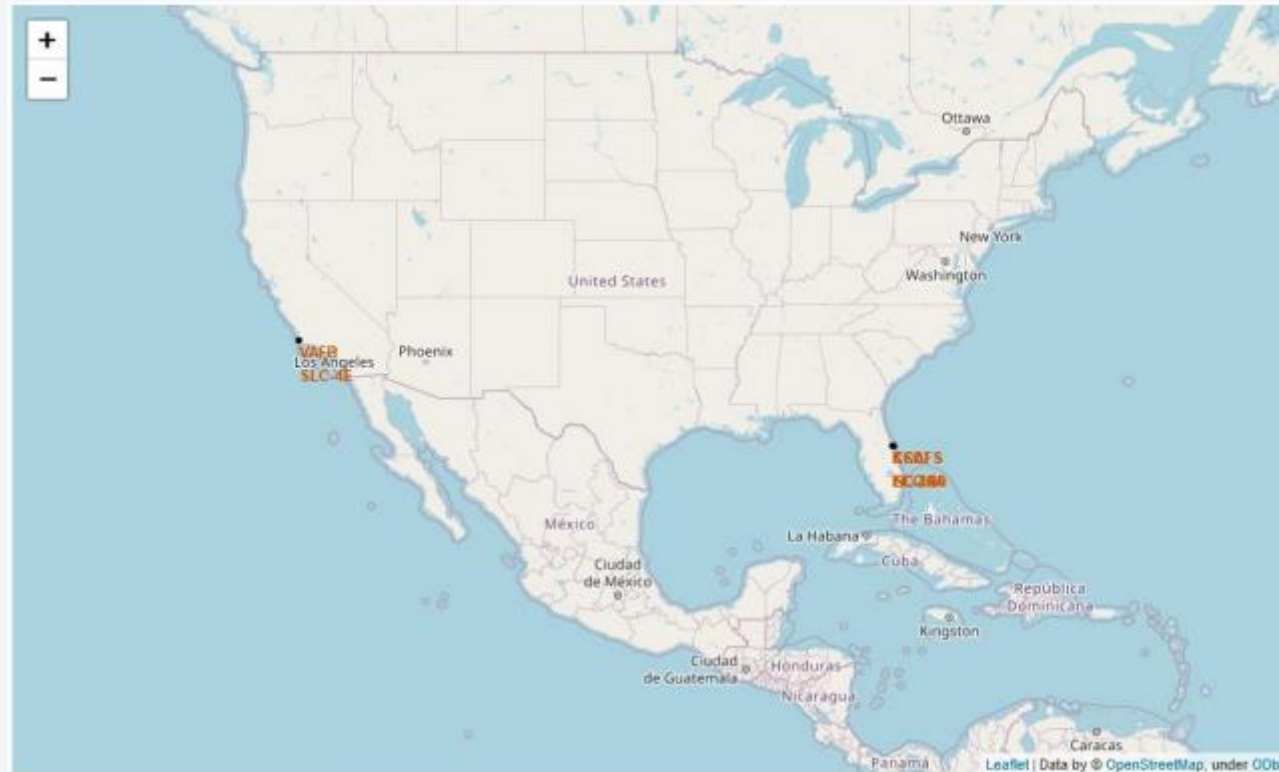 +
−
Ottawa
New York
Washington
United States
VAFB
Los Angeles
Phoenix
SLC-4E
The Bahamas
México
La Habana
Cuba
Ciudad
de México
República
Dominicana
Kingston
Ciudad
de Guatemala
Honduras
Nicaragua
Caracas
Panamá
Leaflet | Data by © OpenStreetMap, under ODb